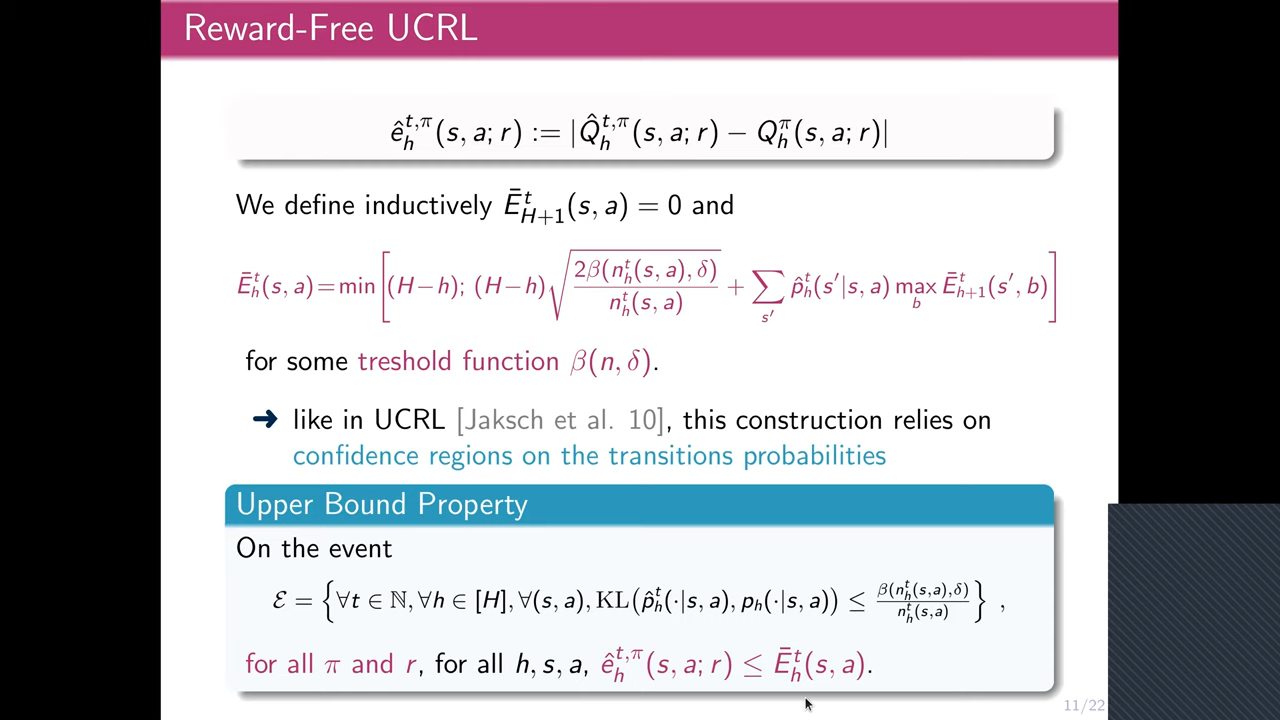 Reward-Free UCRL
ê_h^{t,π}(s, a; r) := |Q̂_h^{t,π}(s, a; r) − Q_h^π(s, a; r)|
We define inductively Ē_{H+1}^t(s, a) = 0 and
Ē_h^t(s, a) = min[(H−h); (H−h)√(2β(n_h^t(s, a), δ) / n_h^t(s, a)) + ∑_{s′} p̂_h^t(s′|s, a) max_b Ē_{h+1}^t(s′, b)]
for some treshold function β(n, δ).
➜ like in UCRL [Jaksch et al. 10], this construction relies on
confidence regions on the transitions probabilities
Upper Bound Property
On the event
ℰ = {∀t ∈ ℕ, ∀h ∈ [H], ∀(s, a), KL(p̂_h^t(·|s, a), p_h(·|s, a)) ≤ β(n_h^t(s,a),δ) / n_h^t(s,a)} ,
for all π and r, for all h, s, a, ê_h^{t,π}(s, a; r) ≤ Ē_h^t(s, a).
11/22